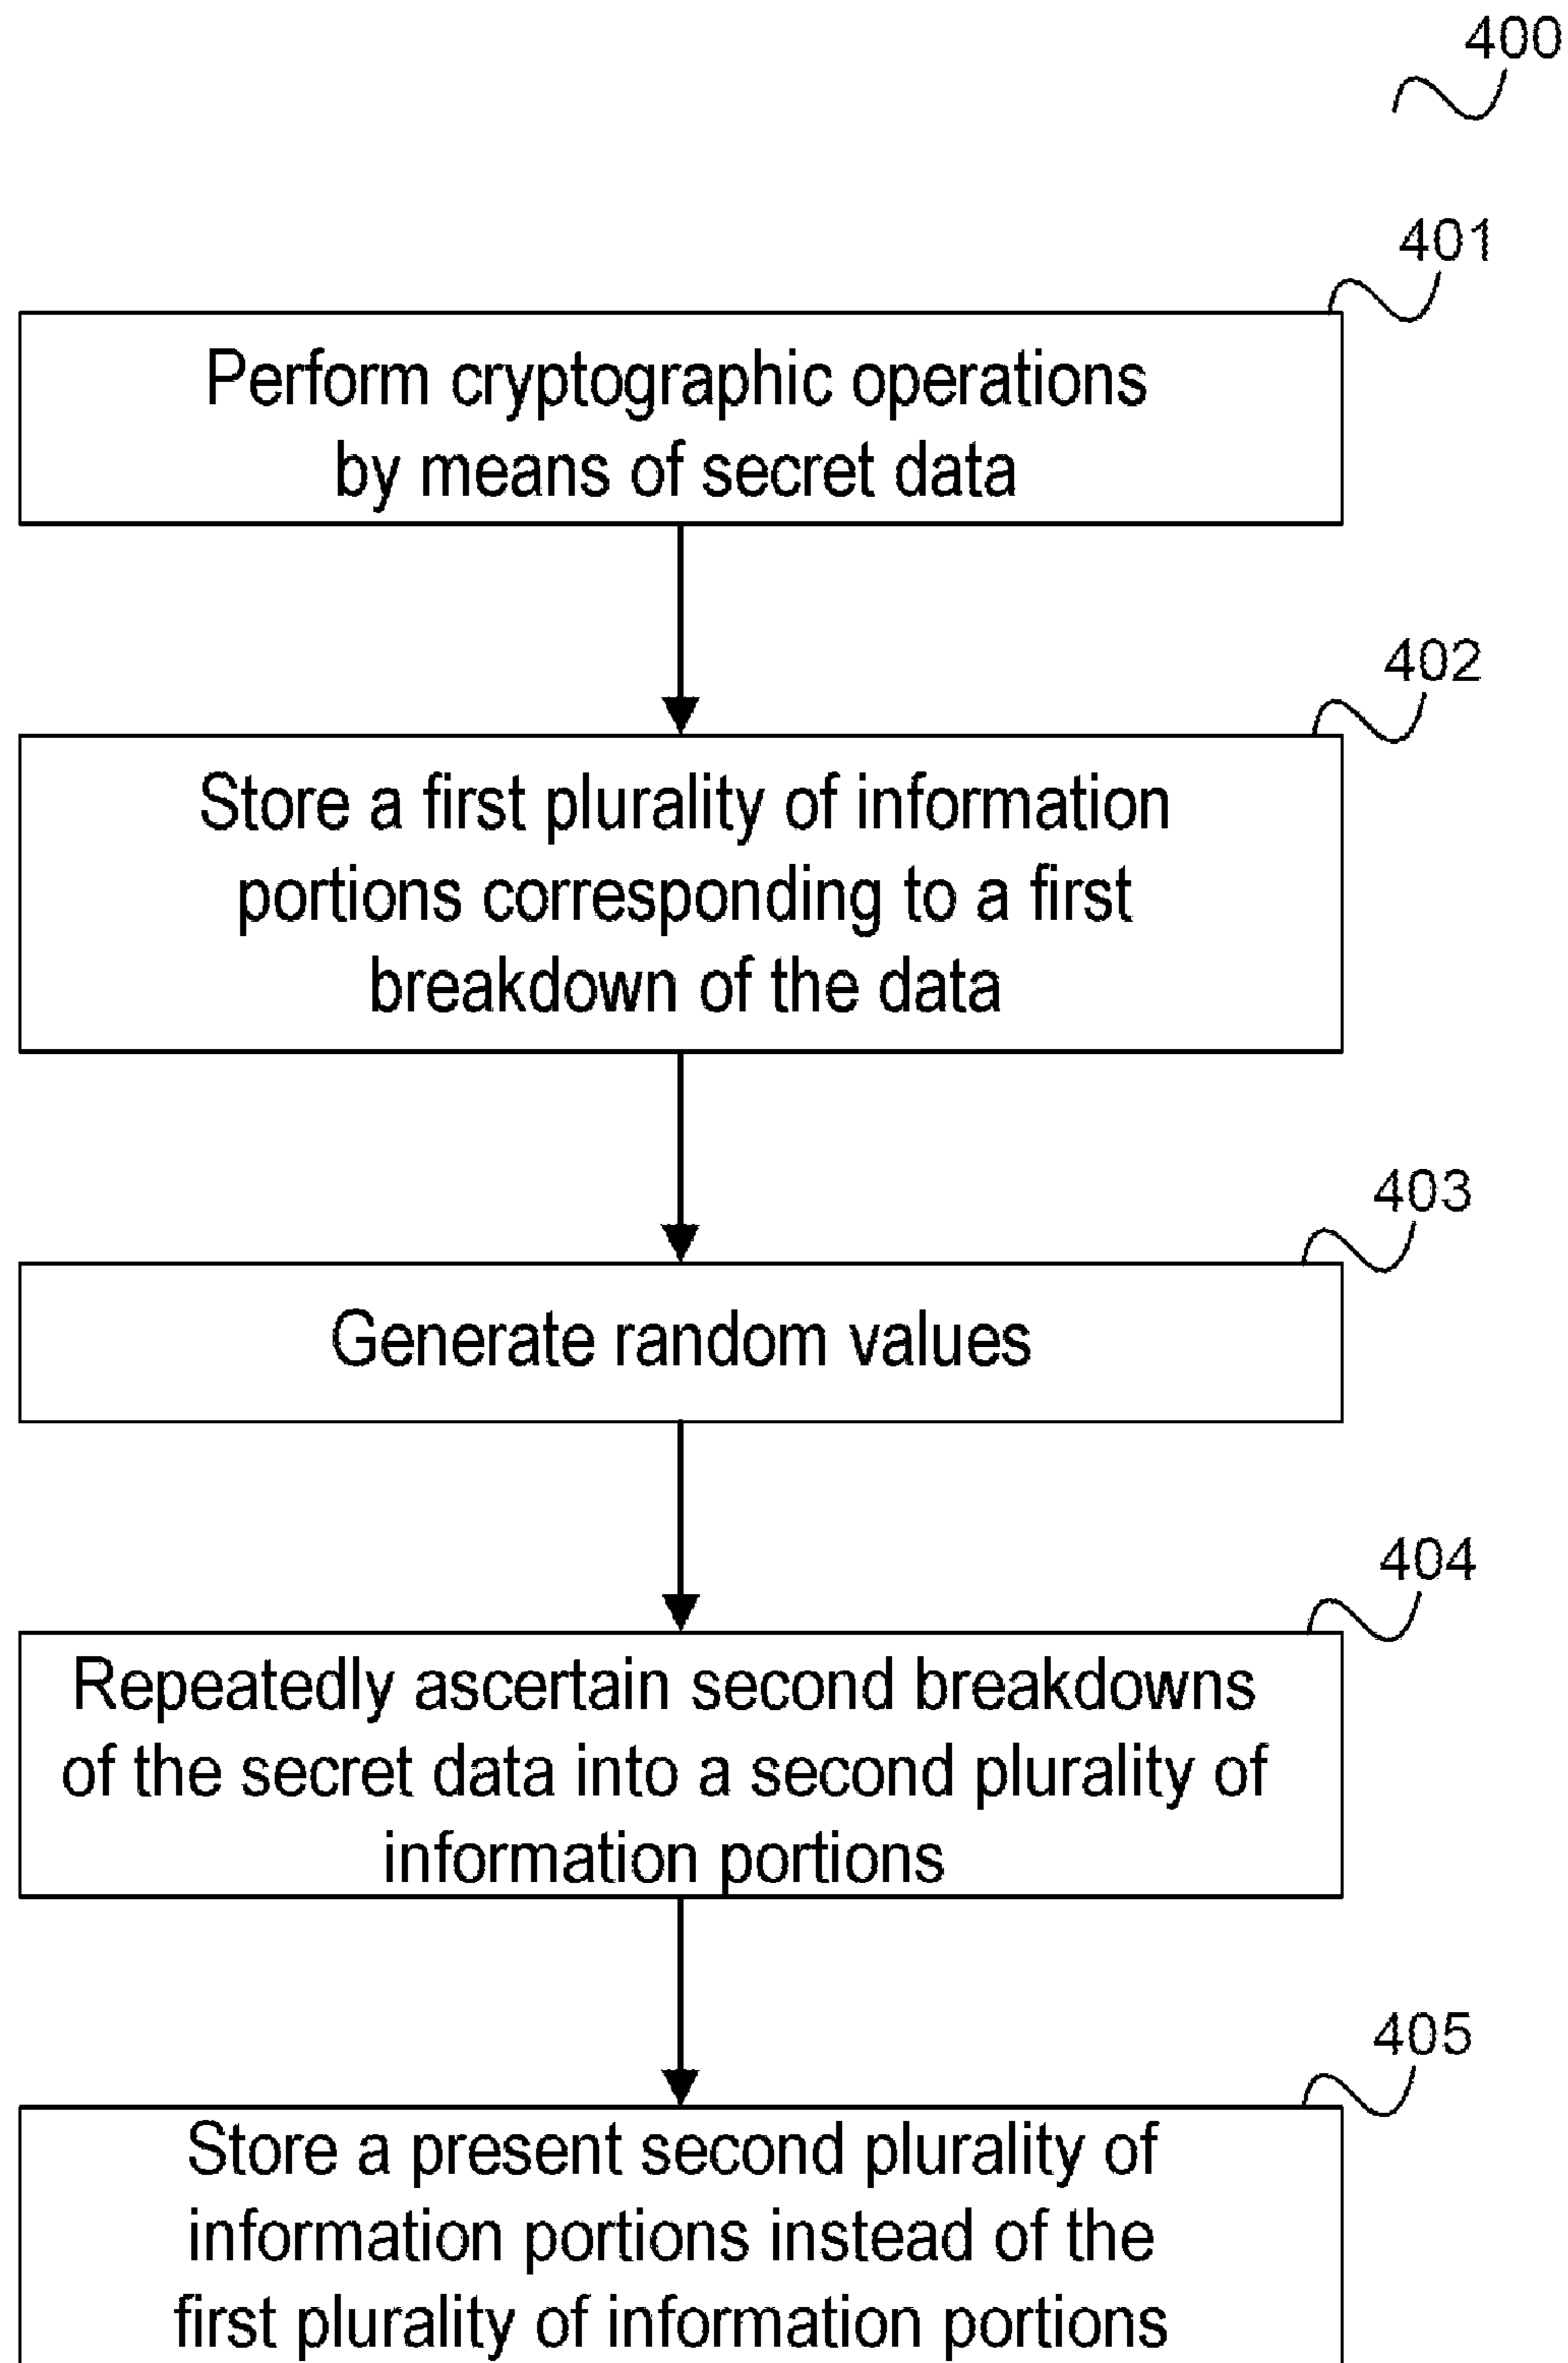 400
401
Perform cryptographic operations
by means of secret data
402
Store a first plurality of information
portions corresponding to a first
breakdown of the data
403
Generate random values
404
Repeatedly ascertain second breakdowns
of the secret data into a second plurality of
information portions
405
Store a present second plurality of
information portions instead of the
first plurality of information portions